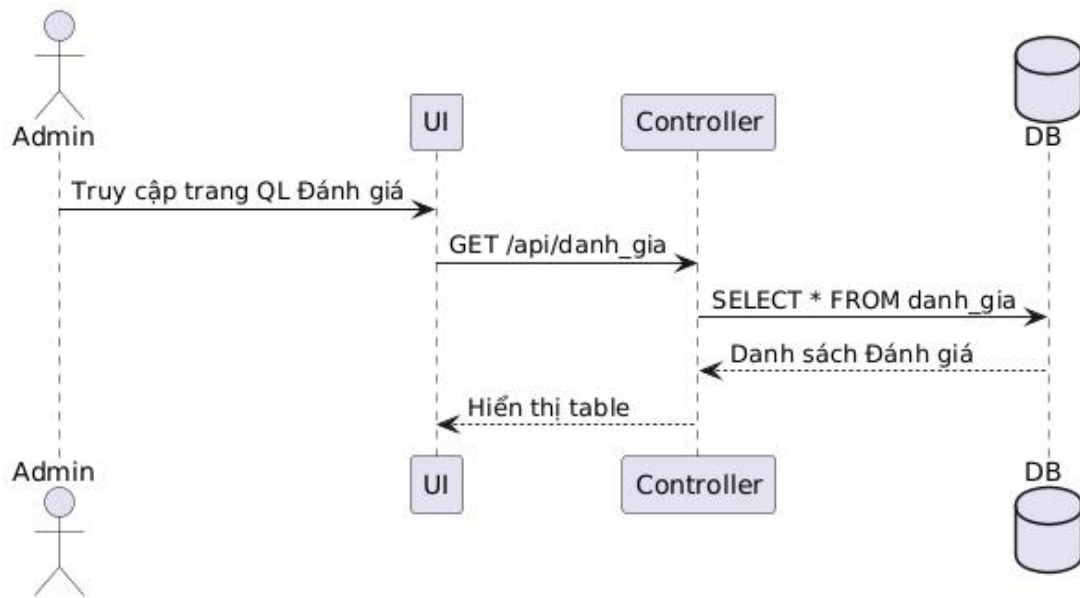 Admin
UI
Controller
DB
Truy cập trang QL Đánh giá
GET /api/danh_gia
SELECT * FROM danh_gia
Danh sách Đánh giá
Hiển thị table
Admin
UI
Controller
DB